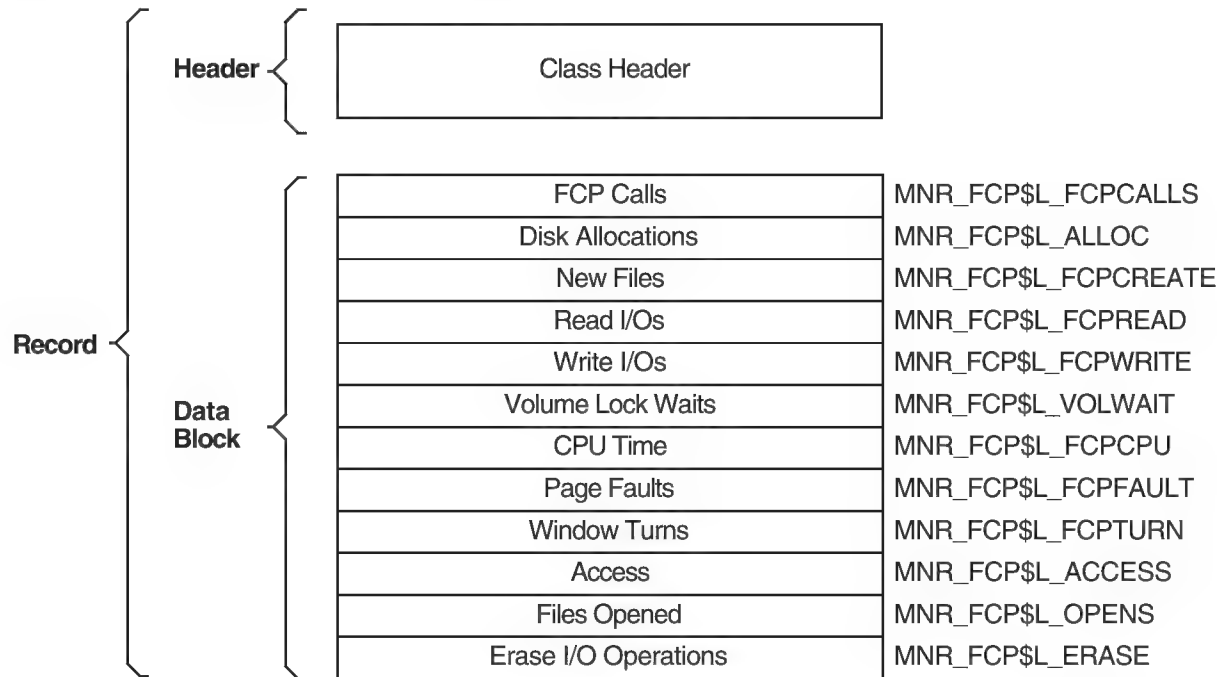 Header
Class Header
FCP Calls MNR_FCP$L_FCPCALLS
Disk Allocations MNR_FCP$L_ALLOC
New Files MNR_FCP$L_FCPCREATE
Read I/Os MNR_FCP$L_FCPREAD
Record
Write I/Os MNR_FCP$L_FCPWRITE
Data
Block
Volume Lock Waits MNR_FCP$L_VOLWAIT
CPU Time MNR_FCP$L_FCPCPU
Page Faults MNR_FCP$L_FCPFAULT
Window Turns MNR_FCP$L_FCPTURN
Access MNR_FCP$L_ACCESS
Files Opened MNR_FCP$L_OPENS
Erase I/O Operations MNR_FCP$L_ERASE